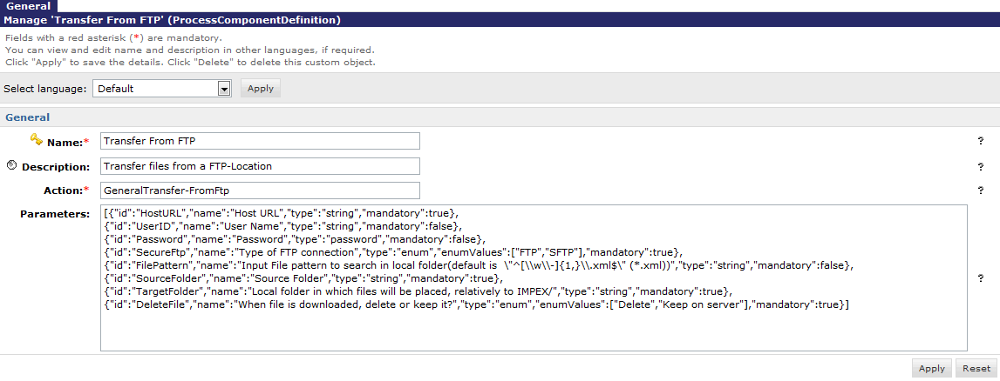 General
Manage 'Transfer From FTP' (ProcessComponentDefinition)
Fields with a red asterisk (*) are mandatory.
You can view and edit name and description in other languages, if required.
Click "Apply" to save the details. Click "Delete" to delete this custom object.
Select language: Default Apply
General
Name:* Transfer From FTP ?
Description: Transfer files from a FTP-Location ?
Action:* GeneralTransfer-FromFtp ?
Parameters: [{"id":"HostURL","name":"Host URL","type":"string","mandatory":true},
{"id":"UserID","name":"User Name","type":"string","mandatory":false},
{"id":"Password","name":"Password","type":"password","mandatory":false},
{"id":"SecureFtp","name":"Type of FTP connection","type":"enum","enumValues":["FTP","SFTP"],"mandatory":true},
{"id":"FilePattern","name":"Input File pattern to search in local folder(default is  \"^[\\w\\-]{1,}\\.xml$\" (*.xml))","type":"string","mandatory":false},
{"id":"SourceFolder","name":"Source Folder","type":"string","mandatory":true},
?
{"id":"TargetFolder","name":"Local folder in which files will be placed, relatively to IMPEX/","type":"string","mandatory":true},
{"id":"DeleteFile","name":"When file is downloaded, delete or keep it?","type":"enum","enumValues":["Delete","Keep on server"],"mandatory":true}]
Apply Reset